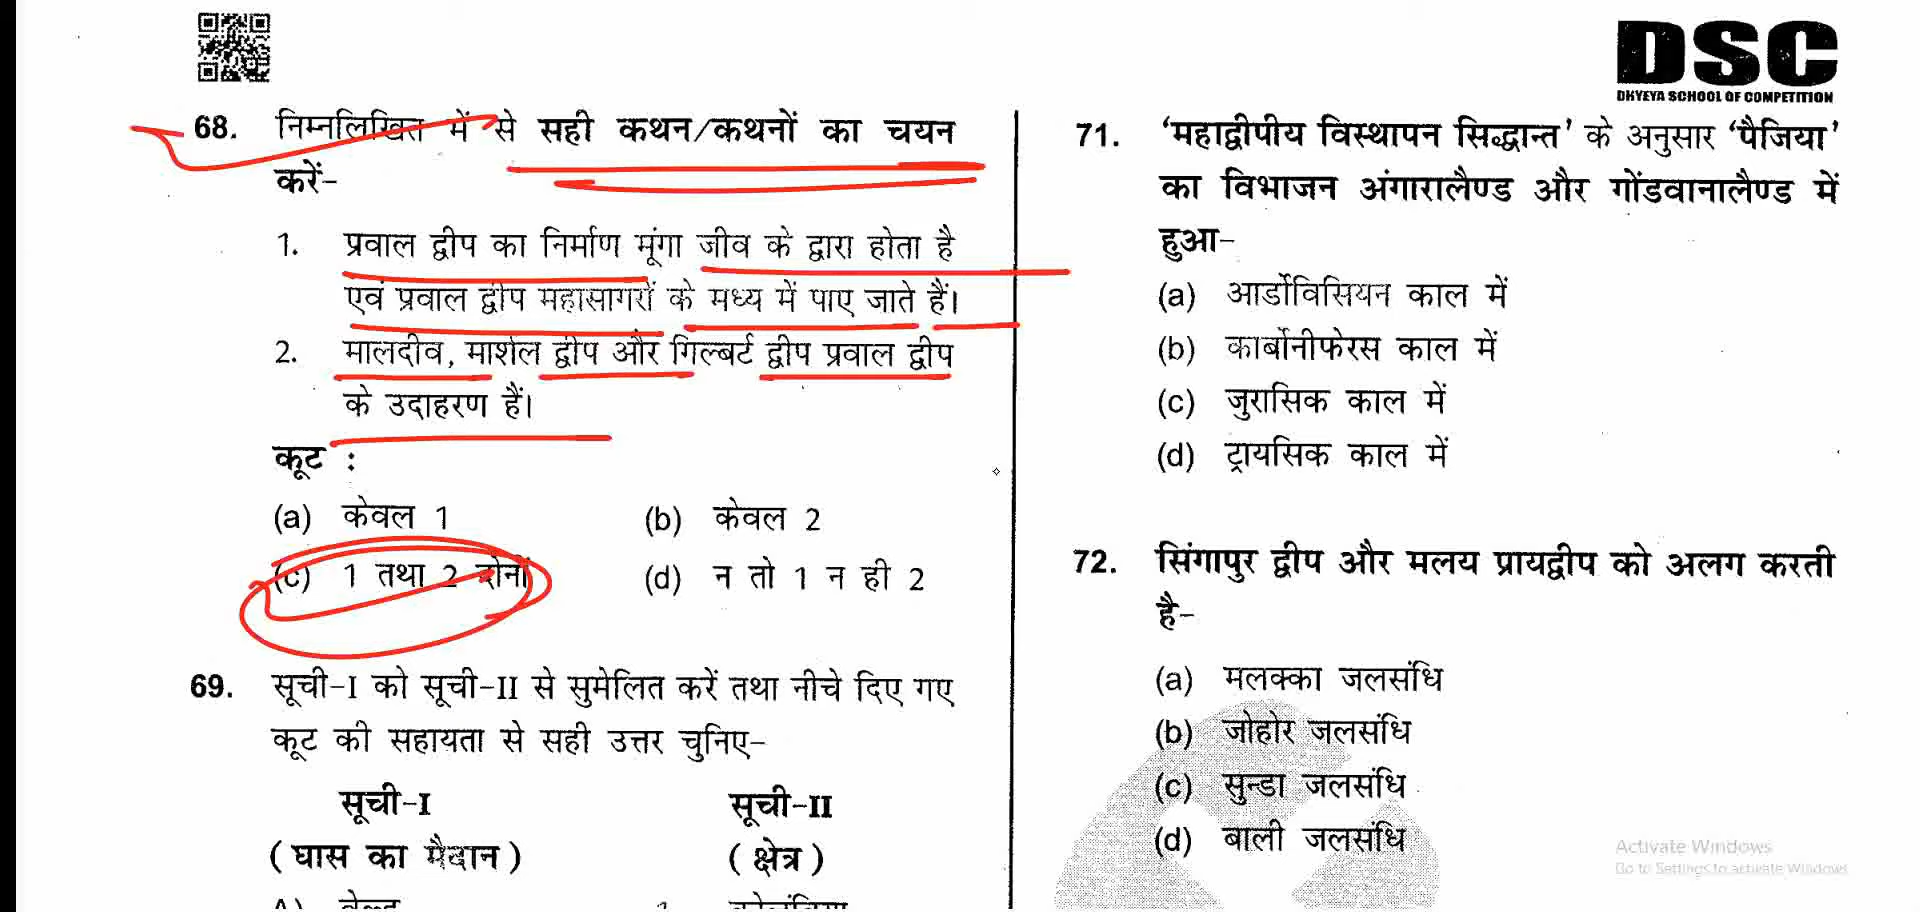 DSC
DHYEYA SCHOOL OF COMPETITION
68. निम्नलिखित में से सही कथन/कथनों का चयन
करें–
1. प्रवाल द्वीप का निर्माण मूंगा जीव के द्वारा होता है
एवं प्रवाल द्वीप महासागरों के मध्य में पाए जाते हैं।
2. मालदीव, मार्शल द्वीप और गिल्बर्ट द्वीप प्रवाल द्वीप
के उदाहरण हैं।
कूट :
(a) केवल 1 (b) केवल 2
(c) 1 तथा 2 दोनों (d) न तो 1 न ही 2
69. सूची-I को सूची-II से सुमेलित करें तथा नीचे दिए गए
कूट की सहायता से सही उत्तर चुनिए–
सूची-I सूची-II
(घास का मैदान) (क्षेत्र)
71. ‘महाद्वीपीय विस्थापन सिद्धान्त’ के अनुसार ‘पैजिया’
का विभाजन अंगारालैण्ड और गोंडवानालैण्ड में
हुआ–
(a) आर्डोविसियन काल में
(b) कार्बोनीफेरस काल में
(c) जुरासिक काल में
(d) ट्रायसिक काल में
72. सिंगापुर द्वीप और मलय प्रायद्वीप को अलग करती
है–
(a) मलक्का जलसंधि
(b) जोहोर जलसंधि
(c) सुन्डा जलसंधि
(d) बाली जलसंधि
Activate Windows
Go to Settings to activate Windows